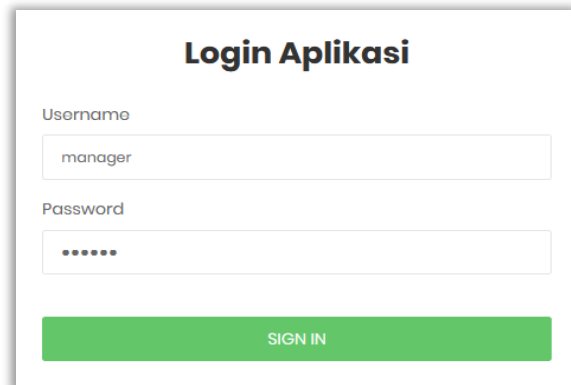 Login Aplikasi
Username
manager
Password
••••••
SIGN IN